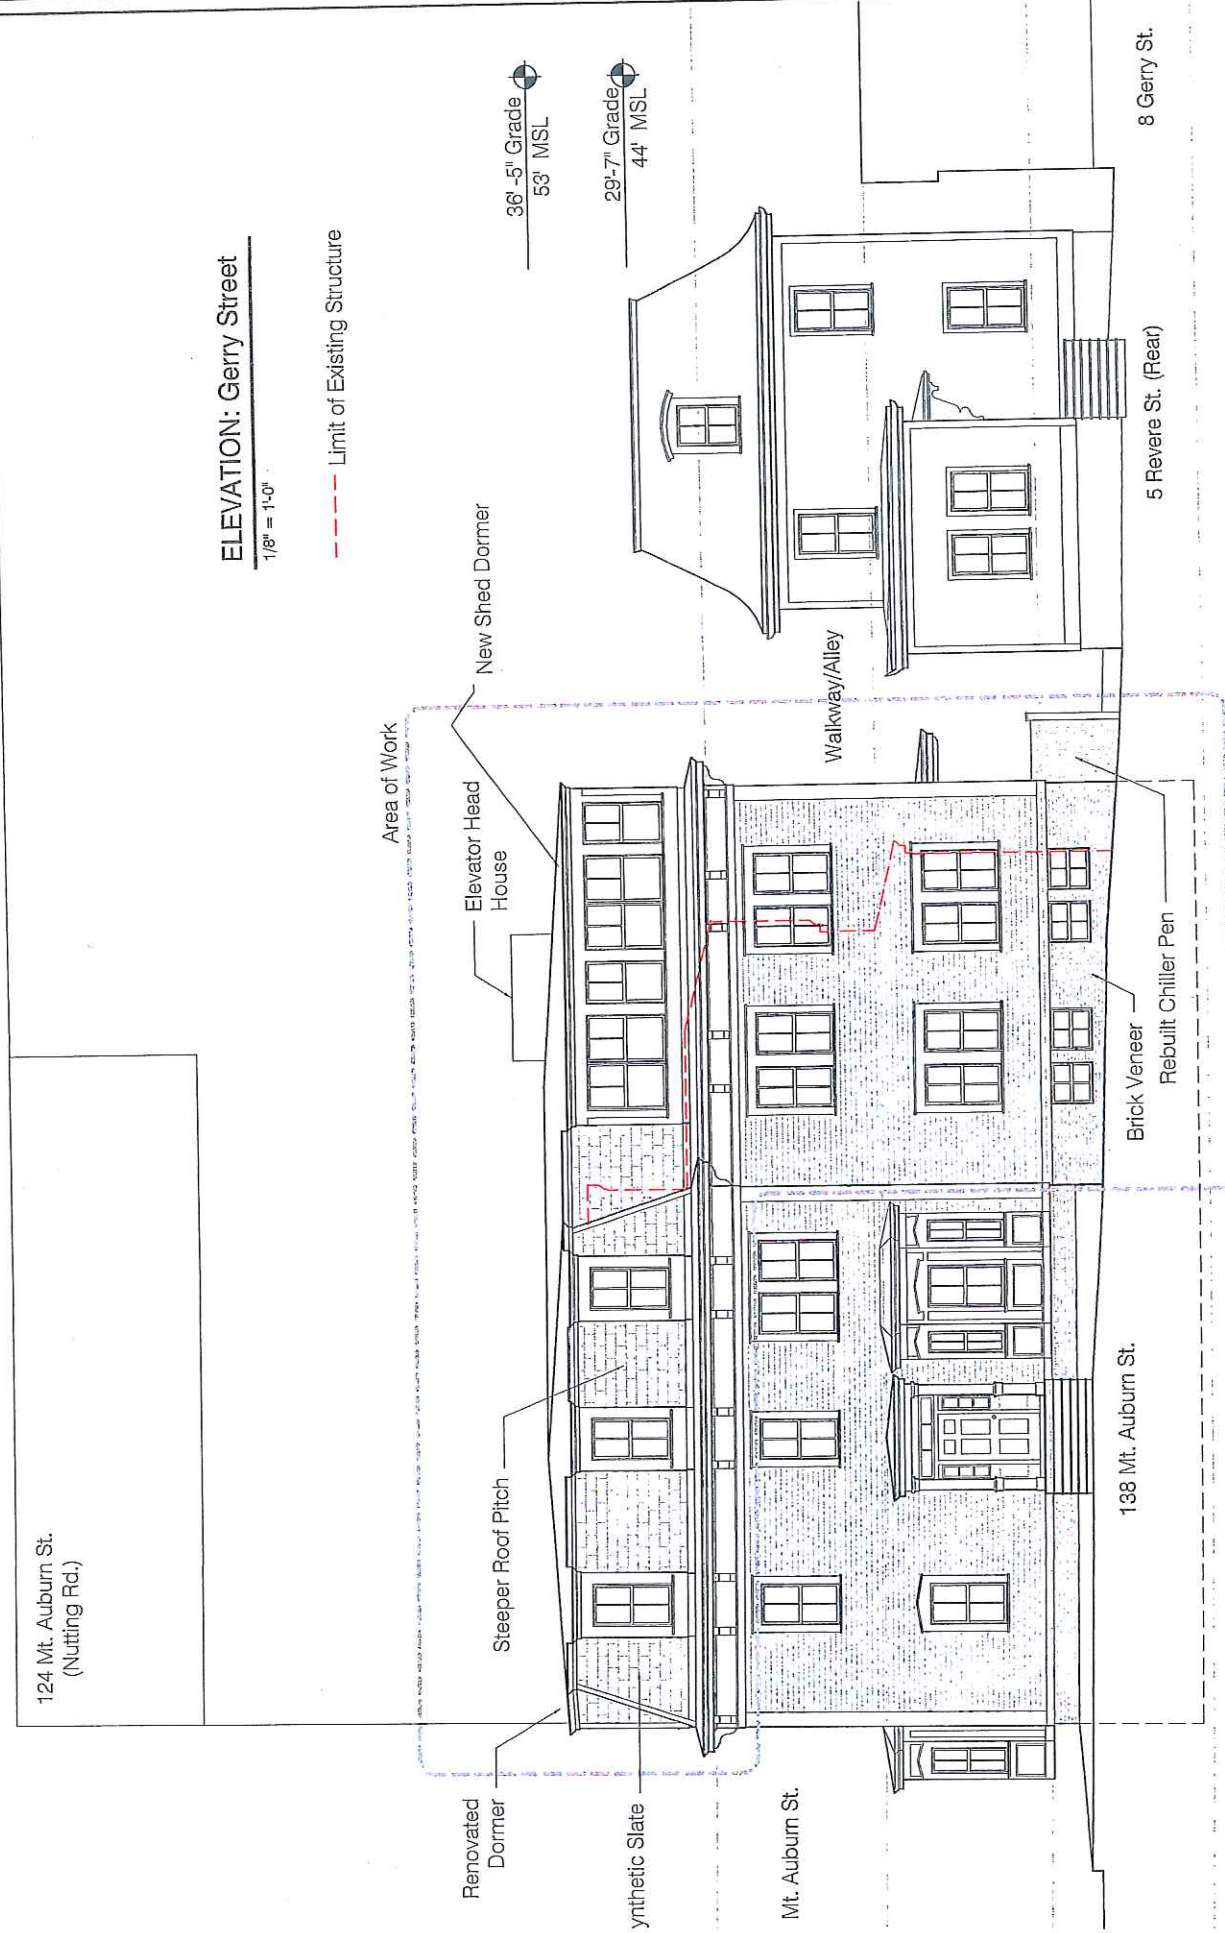 124 Mt. Auburn St.
(Nutting Rd.)
ELEVATION: Gerry Street
1/8" = 1'-0"
Limit of Existing Structure
36'-5" Grade
53' MSL
29'-7" Grade
44' MSL
Area of Work
Renovated
Dormer
Steeper Roof Pitch
Elevator Head
House
New Shed Dormer
ynthetic Slate
Mt. Auburn St.
Walkway/Alley
138 Mt. Auburn St.
Brick Veneer
Rebuilt Chiller Pen
5 Revere St. (Rear)
8 Gerry St.